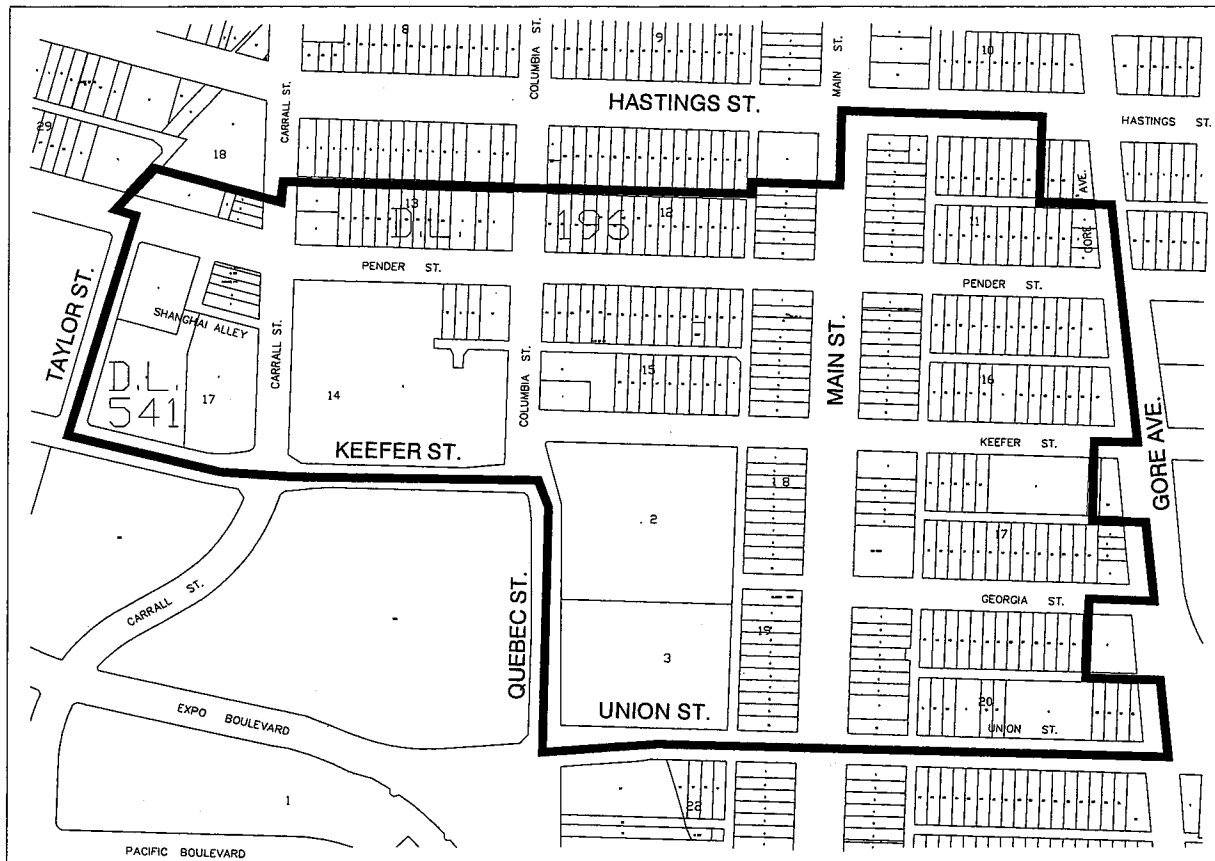 8
COLUMBIA ST.
9
MAIN ST.
10
HASTINGS ST.
HASTINGS ST.
29
18
CARRALL ST.
13
D.L. 196
12
11
GORE AVE.
PENDER ST.
PENDER ST.
TAYLOR ST.
SHANGHAI ALLEY
CARRALL ST.
D.L.
541
17
14
COLUMBIA ST.
15
MAIN ST.
16
KEEFER ST.
KEEFER ST.
GORE AVE.
2
18
17
CARRALL ST.
QUEBEC ST.
GEORGIA ST.
19
3
EXPO BOULEVARD
UNION ST.
20
UNION ST.
1
22
PACIFIC BOULEVARD